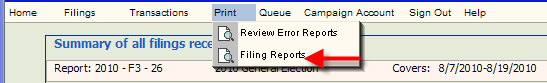 Home Filings Transactions Print Queue Campaign Account Sign Out Help
Review Error Reports
Summary of all filings rece
Filing Reports
Report: 2010 - F3 - 26 2010 General Election Covers: 8/7/2010-8/19/2010